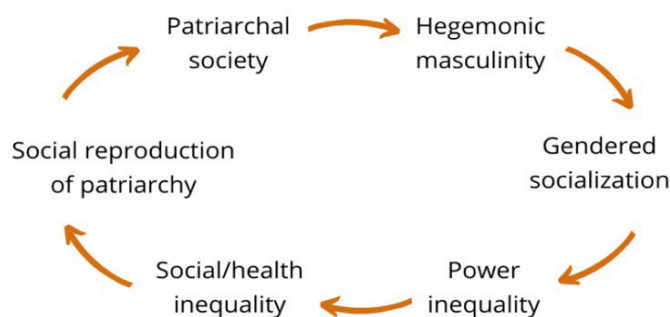 Patriarchal
society
Hegemonic
masculinity
Gendered
socialization
Power
inequality
Social/health
inequality
Social reproduction
of patriarchy